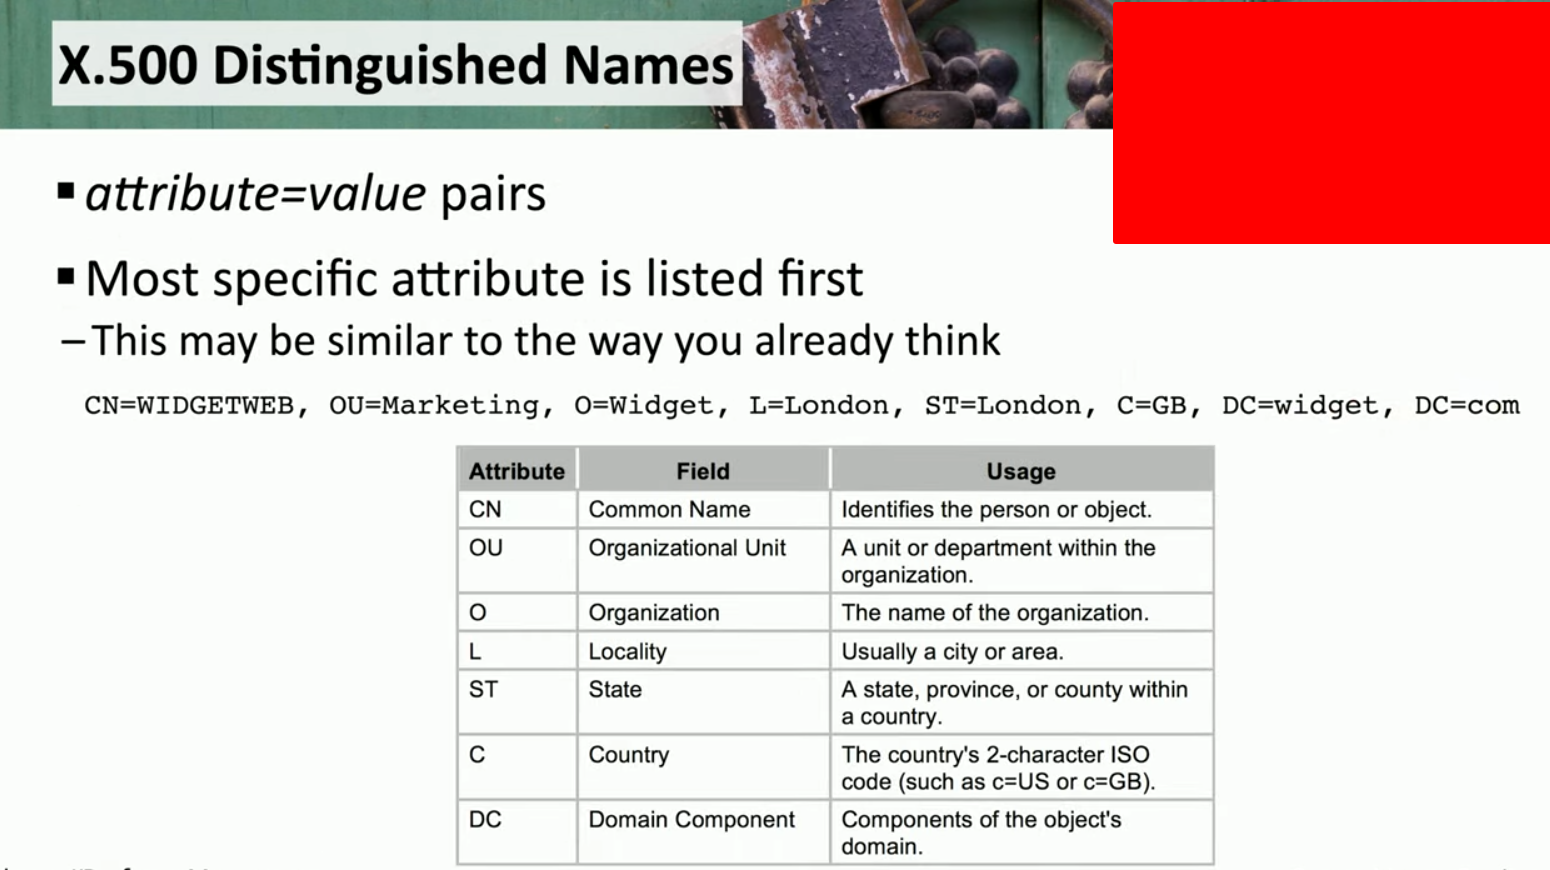 X.500 Distinguished Names
▪ attribute=value pairs
▪ Most specific attribute is listed first
– This may be similar to the way you already think
CN=WIDGETWEB, OU=Marketing, O=Widget, L=London, ST=London, C=GB, DC=widget, DC=com
Attribute Field Usage
CN Common Name Identifies the person or object.
OU Organizational Unit A unit or department within the
organization.
O Organization The name of the organization.
L Locality Usually a city or area.
ST State A state, province, or county within
a country.
C Country The country's 2-character ISO
code (such as c=US or c=GB).
DC Domain Component Components of the object's
domain.